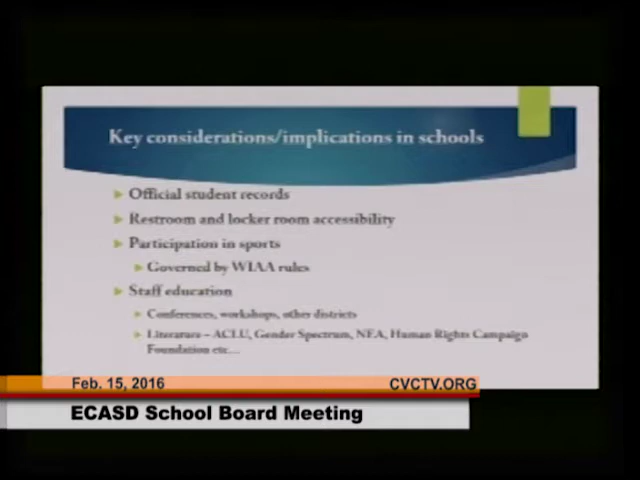 Key considerations/implications in schools
Official student records
Restroom and locker room accessibility
Participation in sports
Governed by WIAA rules
Staff education
Conferences, workshops, other districts
Literature – ACLU, Gender Spectrum, NEA, Human Rights Campaign
Foundation etc...
Feb. 15, 2016 CVCTV.ORG
ECASD School Board Meeting